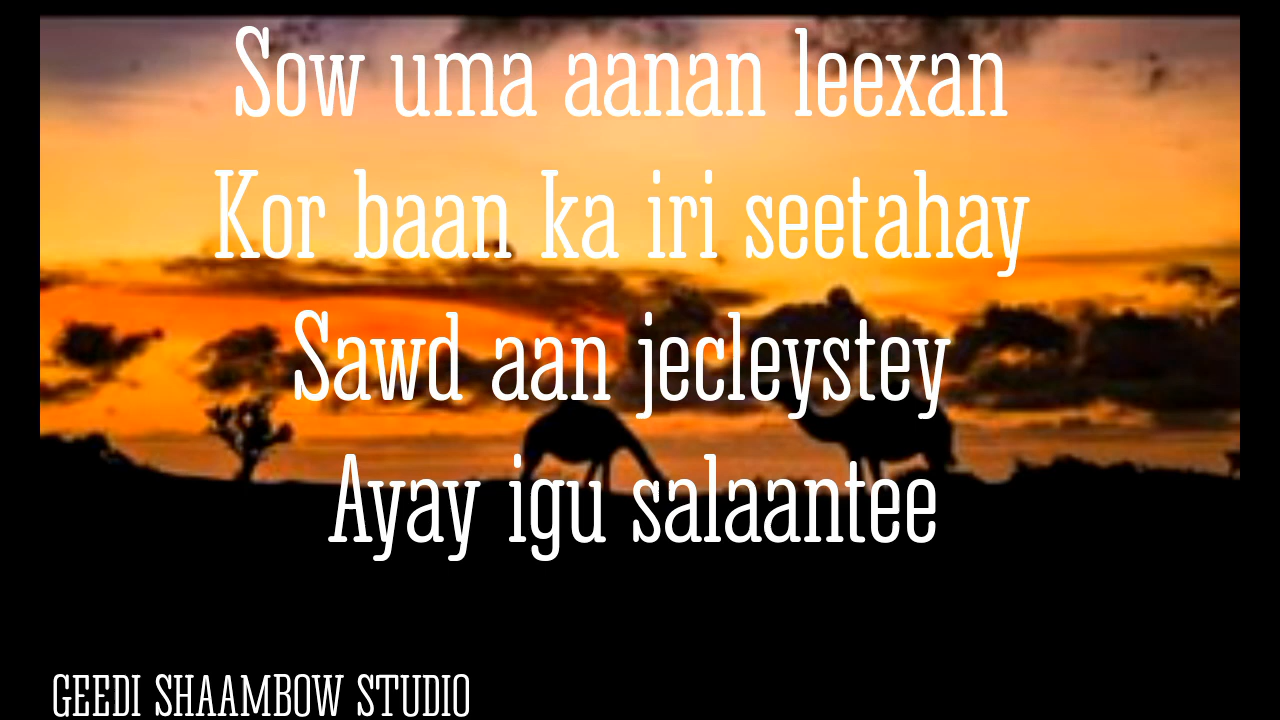 Sow uma aanan leexan
Kor baan ka iri seetahay
Sawd aan jecleystey
Ayay igu salaantee
GEEDI SHAAMBOW STUDIO